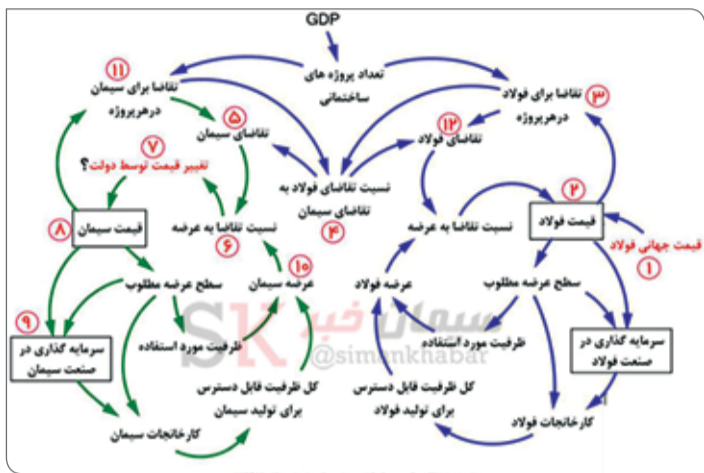 GDP
تعداد پروژه های
ساختمانی
۱۱
تقاضا برای سیمان
درهرپروژه
۳
تقاضا برای فولاد
درهرپروژه
۵
تقاضای سیمان
۱۲
تقاضای فولاد
۷
تغییر قیمت توسط دولت؟
نسبت تقاضای فولاد به
تقاضای سیمان
۴
۲
قیمت فولاد
۸
قیمت سیمان
نسبت تقاضا به عرضه
۶
نسبت تقاضا به عرضه
قیمت جهانی فولاد
۱
سطح عرضه مطلوب
۱۰
عرضه سیمان
عرضه فولاد
سطح عرضه مطلوب
۹
سرمایه گذاری در
صنعت سیمان
ظرفیت مورد استفاده
SK
سیمان خبر
@simankhabar
ظرفیت مورد استفاده
سرمایه گذاری در
صنعت فولاد
کل ظرفیت قابل دسترس
برای تولید سیمان
کل ظرفیت قابل دسترس
برای تولید فولاد
کارخانجات سیمان
کارخانجات فولاد